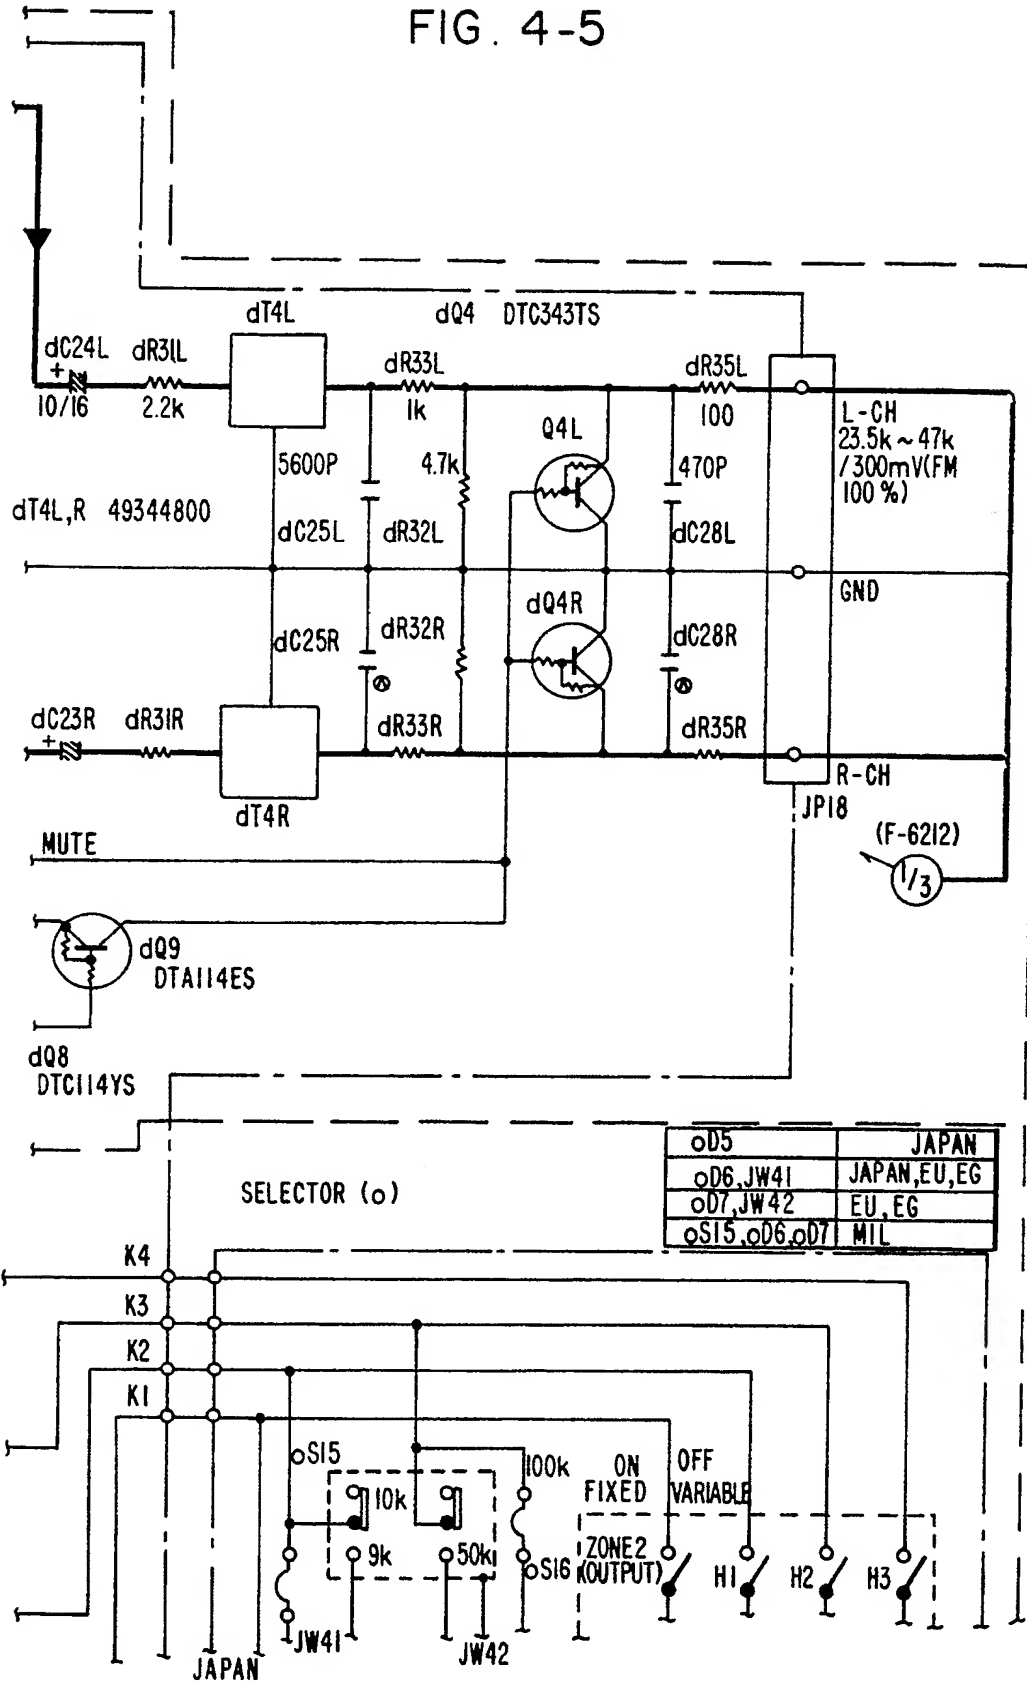 FIG. 4-5
dT4L
dQ4 DTC343TS
dC24L
dR31L
dR33L
dR35L
+
10/16
2.2k
1k
100
L-CH
23.5k~47k
/300mV(FM
100%)
Q4L
5600P
4.7k
470P
dT4L,R 49344800
dC25L
dR32L
dC28L
GND
dQ4R
dC25R
dR32R
dC28R
A
A
dC23R
dR31R
dR33R
dR35R
+
R-CH
dT4R
JP18
MUTE
(F-6212)
1/3
dQ9
DTA114ES
dQ8
DTC114YS
oD5 JAPAN
oD6,JW41 JAPAN,EU,EG
oD7,JW42 EU,EG
oS15,oD6,oD7 MIL
SELECTOR (o)
K4
K3
K2
K1
oS15
100k
ON OFF
FIXED VARIABLE
10k
9k
50k
oS16
ZONE2
(OUTPUT)
H1
H2
H3
JW41
JW42
JAPAN